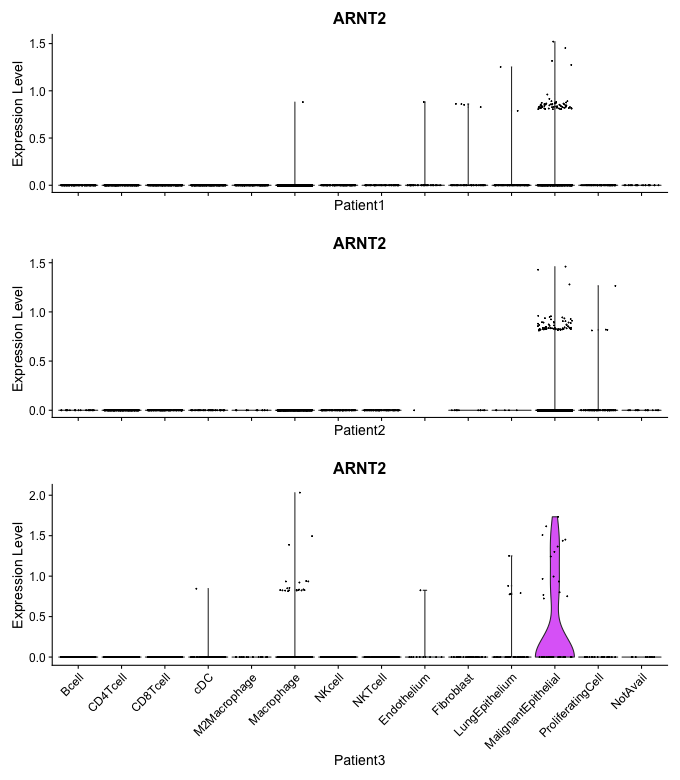 ARNT2
Expression Level
1.5
1.0
0.5
0.0
Patient1
ARNT2
Expression Level
1.5
1.0
0.5
0.0
Patient2
ARNT2
Expression Level
2.0
1.5
1.0
0.5
0.0
Bcell
CD4Tcell
CD8Tcell
cDC
M2Macrophage
Macrophage
NKcell
NKTcell
Endothelium
Fibroblast
LungEpithelium
MalignantEpithelial
ProliferatingCell
NotAvail
Patient3